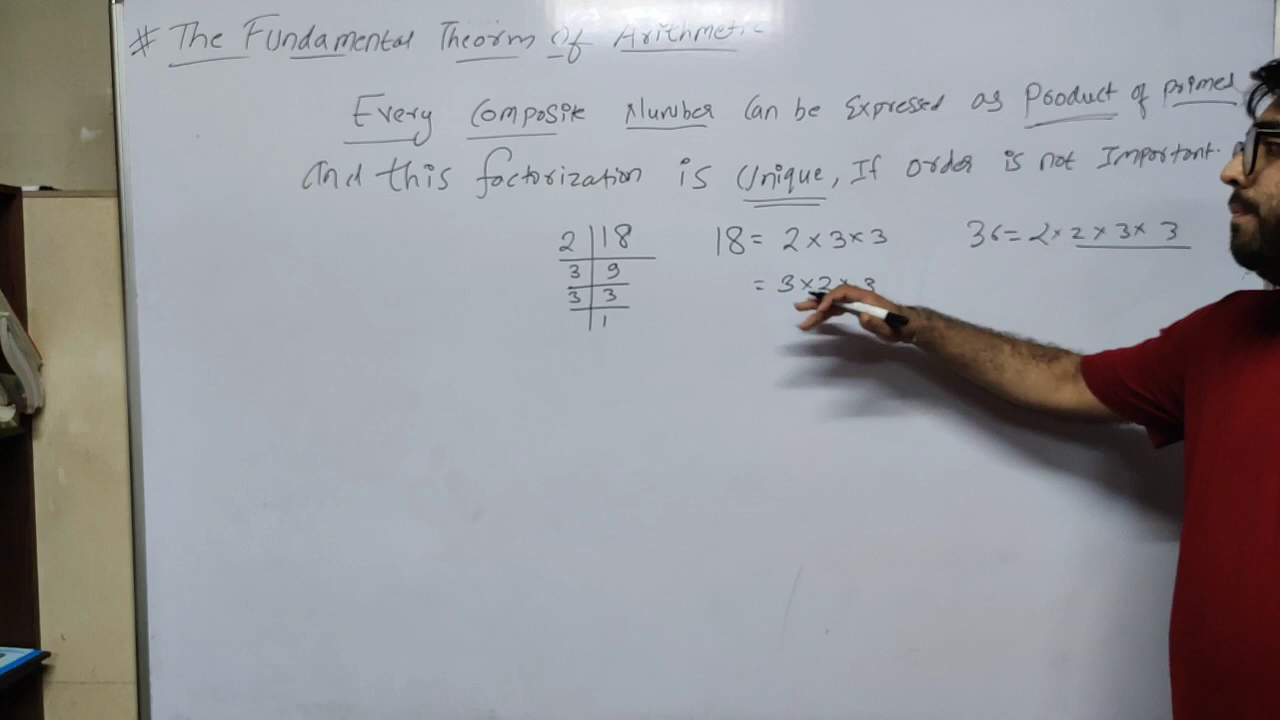 # The Fundamental Theorm Of Arithmetic
Every Composite Number Can be Expressed as Product of primes
And this factorization is Unique, If order is not Important.
2 | 18 18 = 2 × 3 × 3 36 = 2 × 2 × 3 × 3
3 | 9 = 3 × 2 × 3
3 | 3
| 1